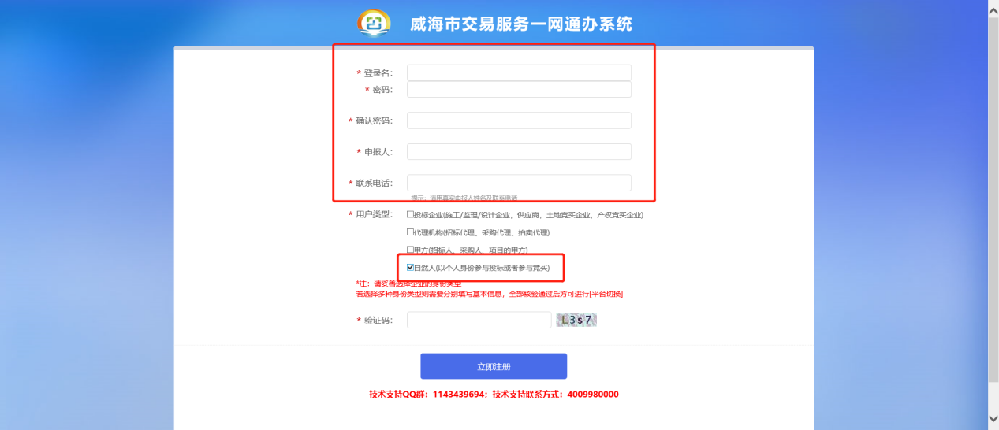 威海市交易服务一网通办系统
* 登录名：
* 密码：
* 确认密码：
* 申报人：
* 联系电话：
提示：请用真实申报人姓名及联系电话
* 用户类型：
投标企业(施工/监理/设计企业，供应商，土地竞买企业，产权竞买企业)
代理机构(招标代理、采购代理、拍卖代理)
甲方(招标人、采购人、项目的甲方)
自然人(以个人身份参与投标或者参与竞买)
*注：请妥善选择企业的身份类型
若选择多种身份类型则需要分别填写基本信息，全部核验通过后方可进行[平台切换]
* 验证码：
L3s7
立即注册
技术支持QQ群：1143439694；技术支持联系方式：4009980000